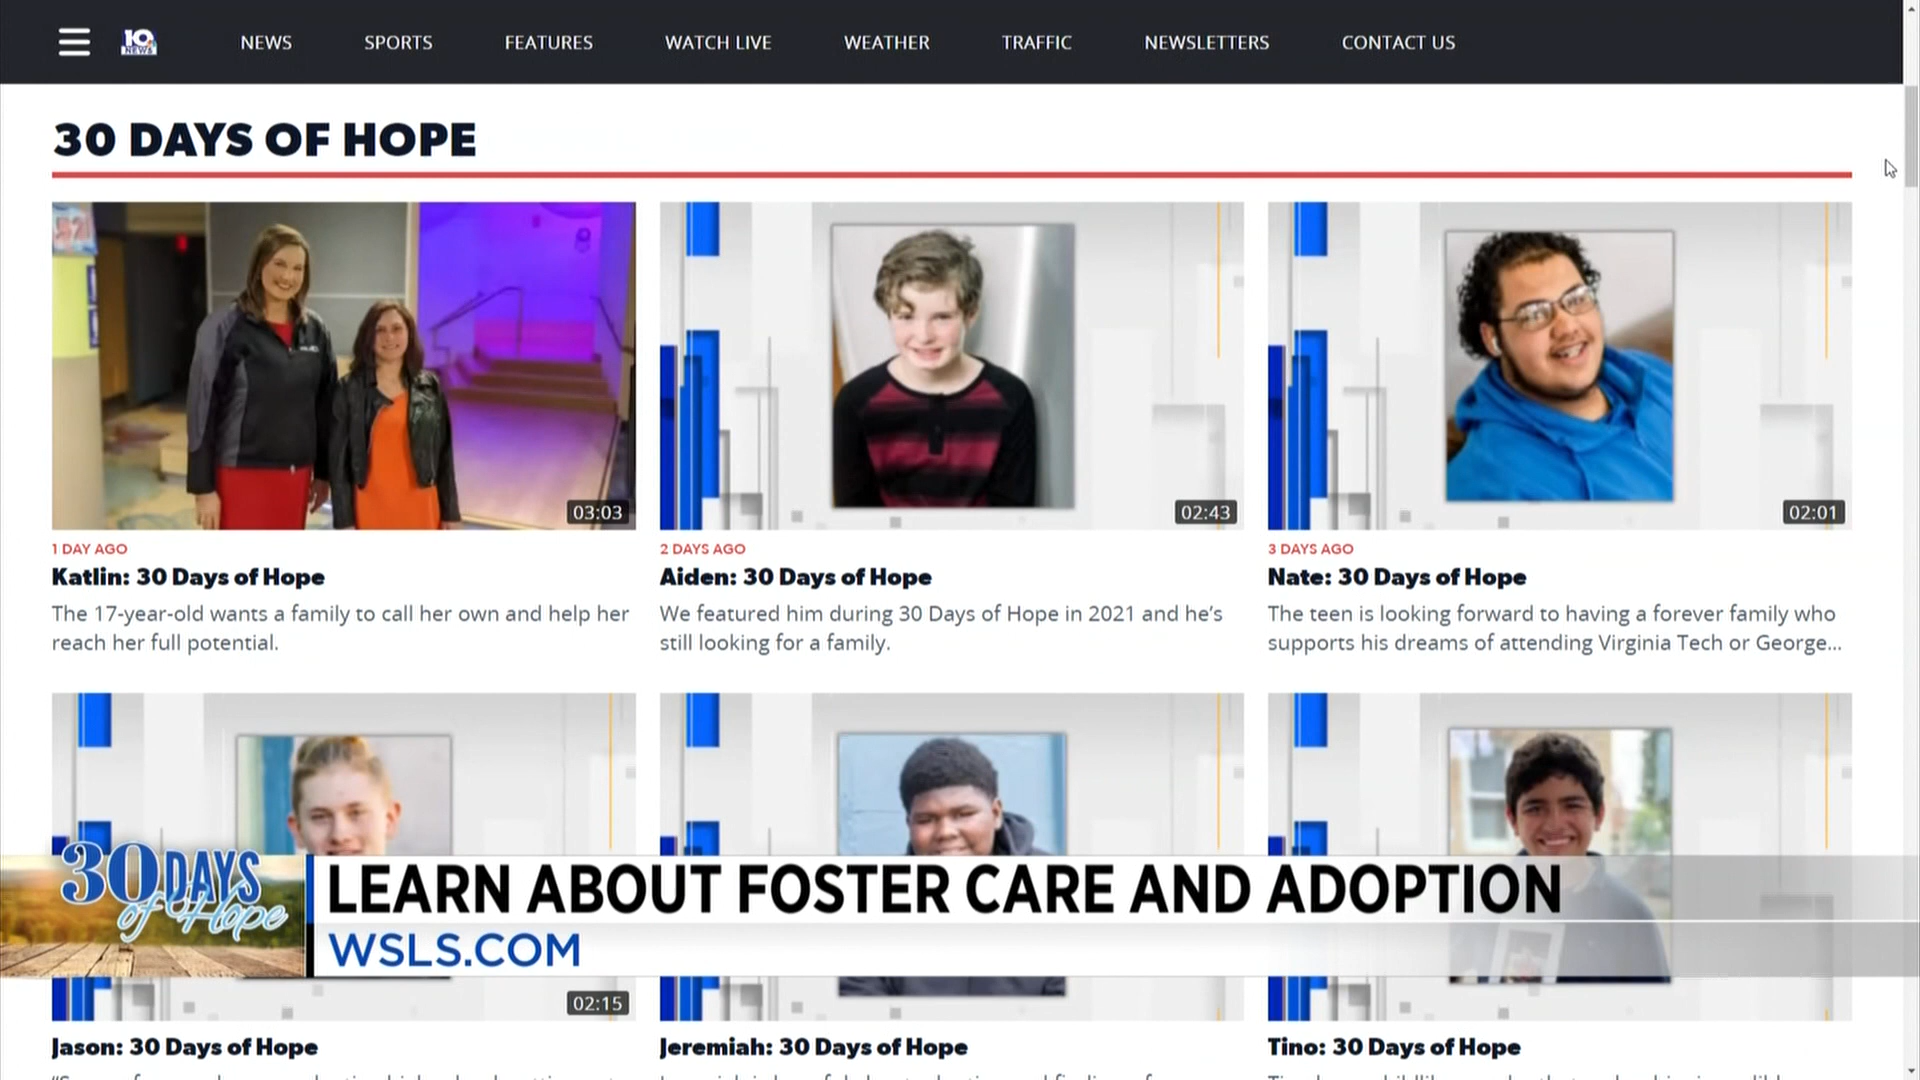 10
NEWS
NEWS
SPORTS
FEATURES
WATCH LIVE
WEATHER
TRAFFIC
NEWSLETTERS
CONTACT US
30 DAYS OF HOPE
03:03
02:43
02:01
1 DAY AGO
Katlin: 30 Days of Hope
The 17-year-old wants a family to call her own and help her
reach her full potential.
2 DAYS AGO
Aiden: 30 Days of Hope
We featured him during 30 Days of Hope in 2021 and he’s
still looking for a family.
3 DAYS AGO
Nate: 30 Days of Hope
The teen is looking forward to having a forever family who
supports his dreams of attending Virginia Tech or George...
30 DAYS
of Hope
LEARN ABOUT FOSTER CARE AND ADOPTION
WSLS.COM
02:15
Jason: 30 Days of Hope
Jeremiah: 30 Days of Hope
Tino: 30 Days of Hope